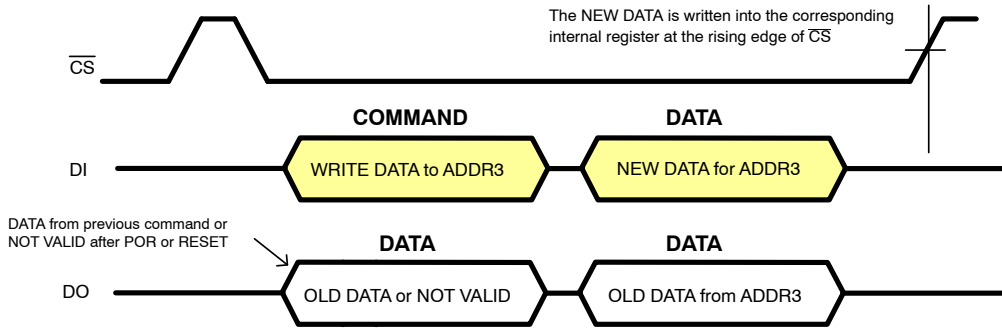 The NEW DATA is written into the corresponding
internal register at the rising edge of C̅S̅
C̅S̅
COMMAND
DATA
DI
WRITE DATA to ADDR3
NEW DATA for ADDR3
DATA from previous command or
NOT VALID after POR or RESET
DATA
DATA
DO
OLD DATA or NOT VALID
OLD DATA from ADDR3